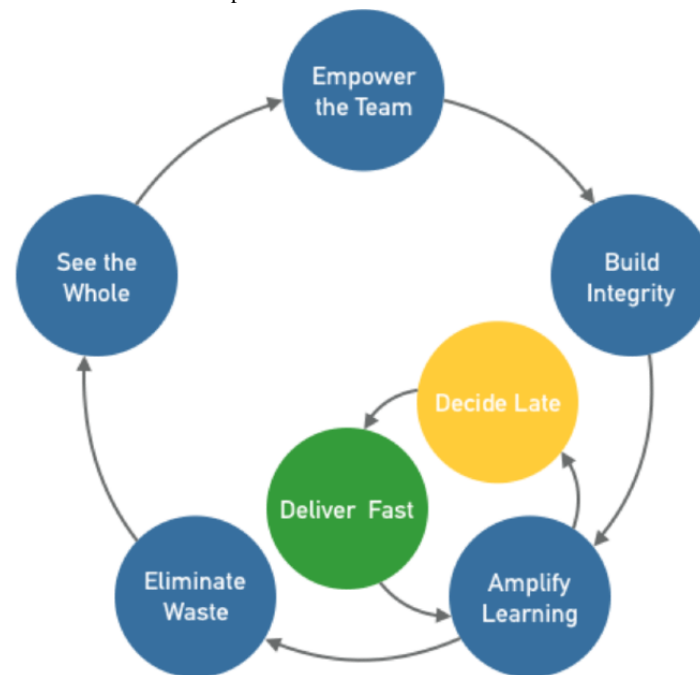 Empower
the Team
See the
Whole
Build
Integrity
Decide Late
Deliver Fast
Eliminate
Waste
Amplify
Learning